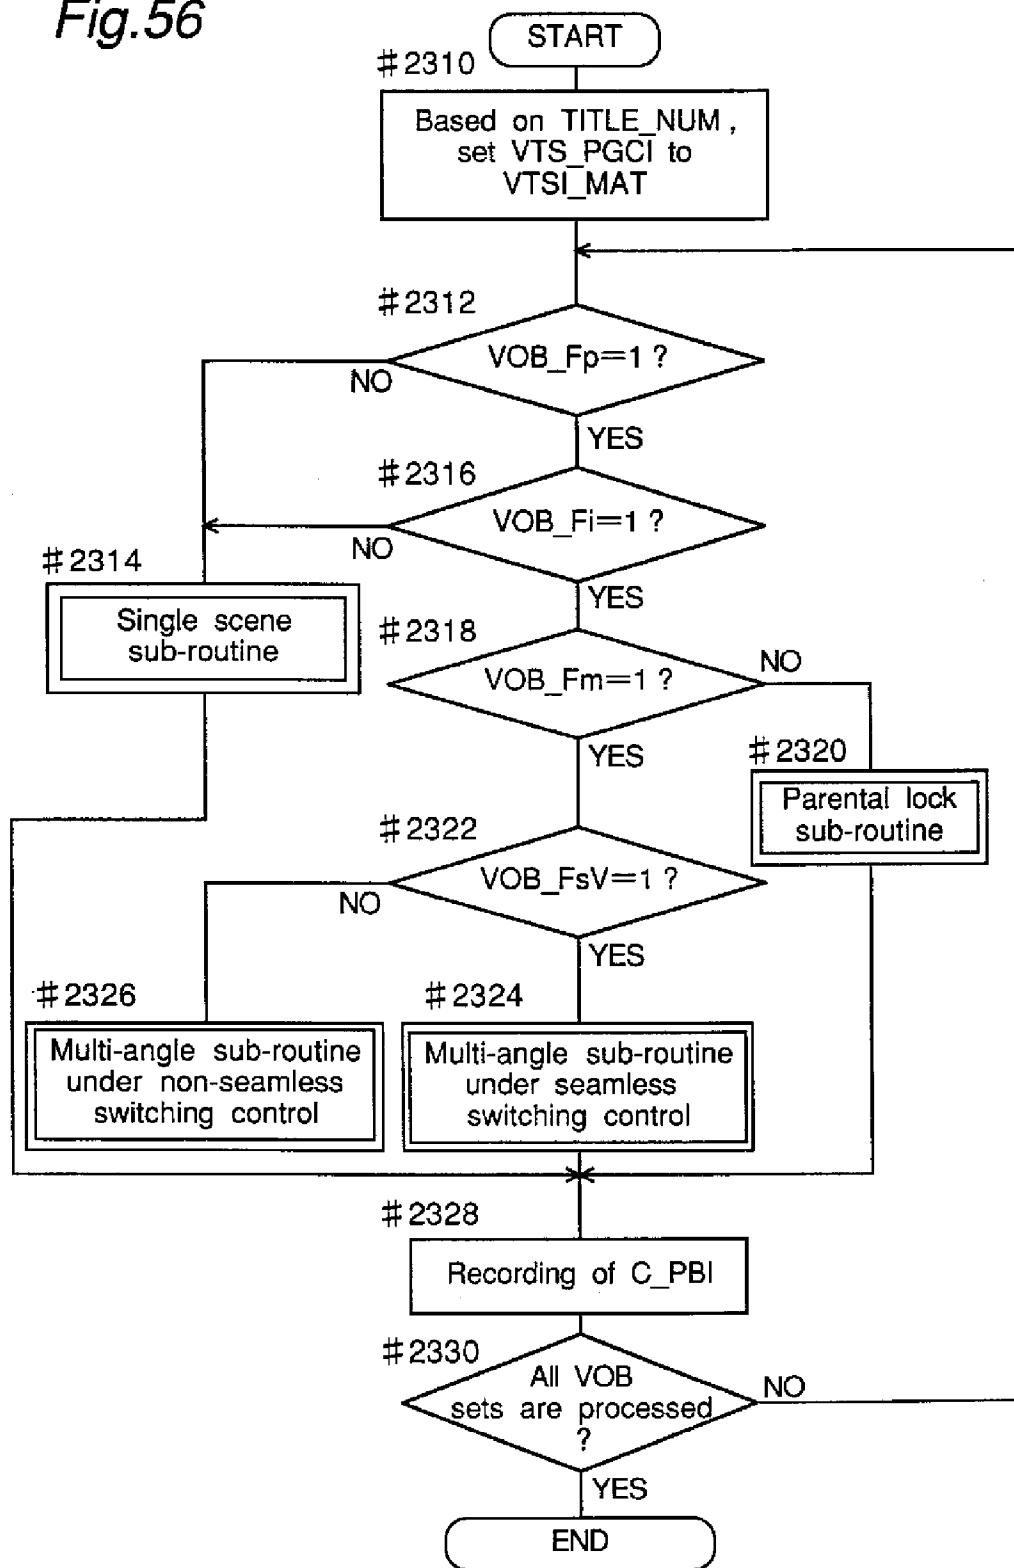 Fig.56
START
#2310
Based on TITLE_NUM,
set VTS_PGCI to
VTSI_MAT
#2312
VOB_Fp=1 ?
NO
YES
#2316
VOB_Fi=1 ?
NO
YES
#2314
Single scene
sub-routine
#2318
VOB_Fm=1 ?
NO
YES
#2320
Parental lock
sub-routine
#2322
VOB_FsV=1 ?
NO
YES
#2326
Multi-angle sub-routine
under non-seamless
switching control
#2324
Multi-angle sub-routine
under seamless
switching control
#2328
Recording of C_PBI
#2330
All VOB
sets are processed
?
NO
YES
END